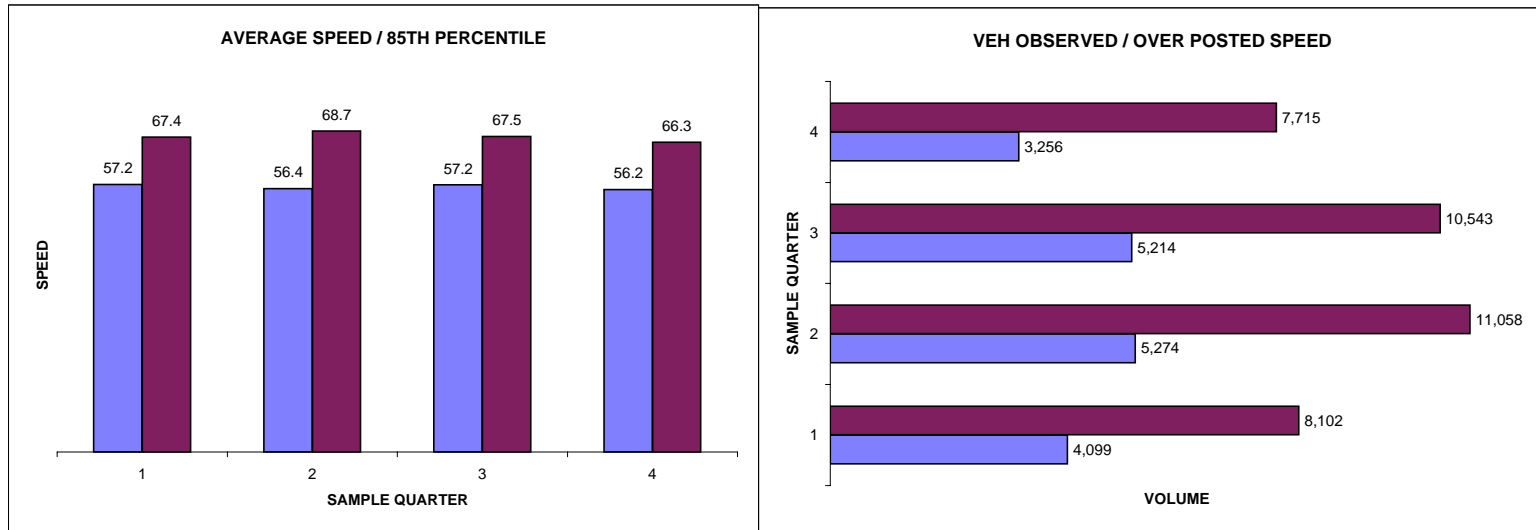 AVERAGE SPEED / 85TH PERCENTILE
67.4
68.7
67.5
66.3
57.2
56.4
57.2
56.2
SPEED
1 2 3 4
SAMPLE QUARTER
VEH OBSERVED / OVER POSTED SPEED
4
7,715
3,256
3
10,543
5,214
SAMPLE QUARTER
2
11,058
5,274
1
8,102
4,099
VOLUME